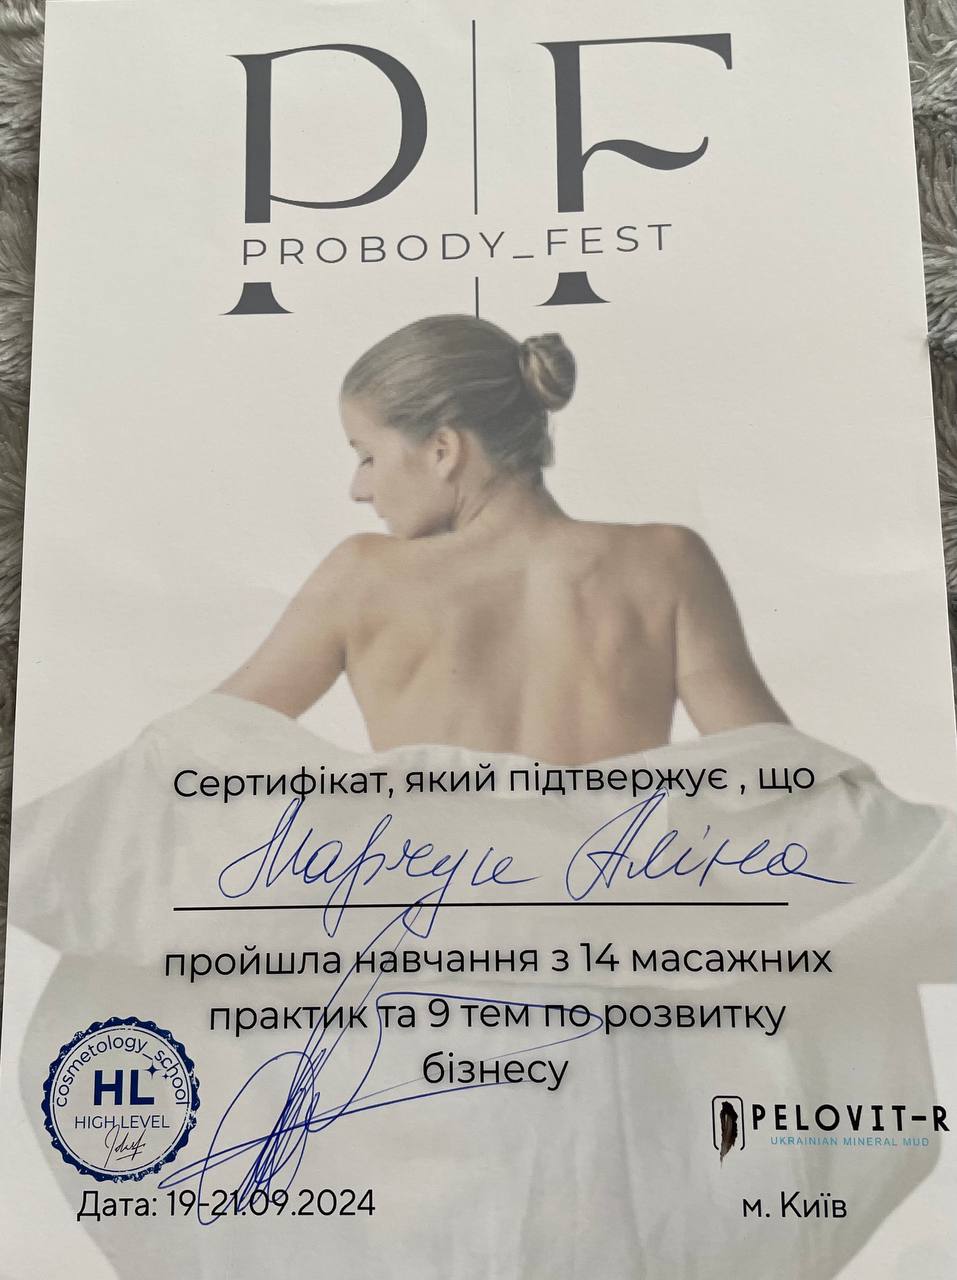 P F
PROBODY_FEST
Сертифікат, який підтвержує , що
Марчук Аліна
пройшла навчання з 14 масажних
практик та 9 тем по розвитку
бізнесу
cosmetology_school
HL
HIGH LEVEL
PELOVIT-R
UKRAINIAN MINERAL MUD
Дата: 19-21.09.2024
м. Київ